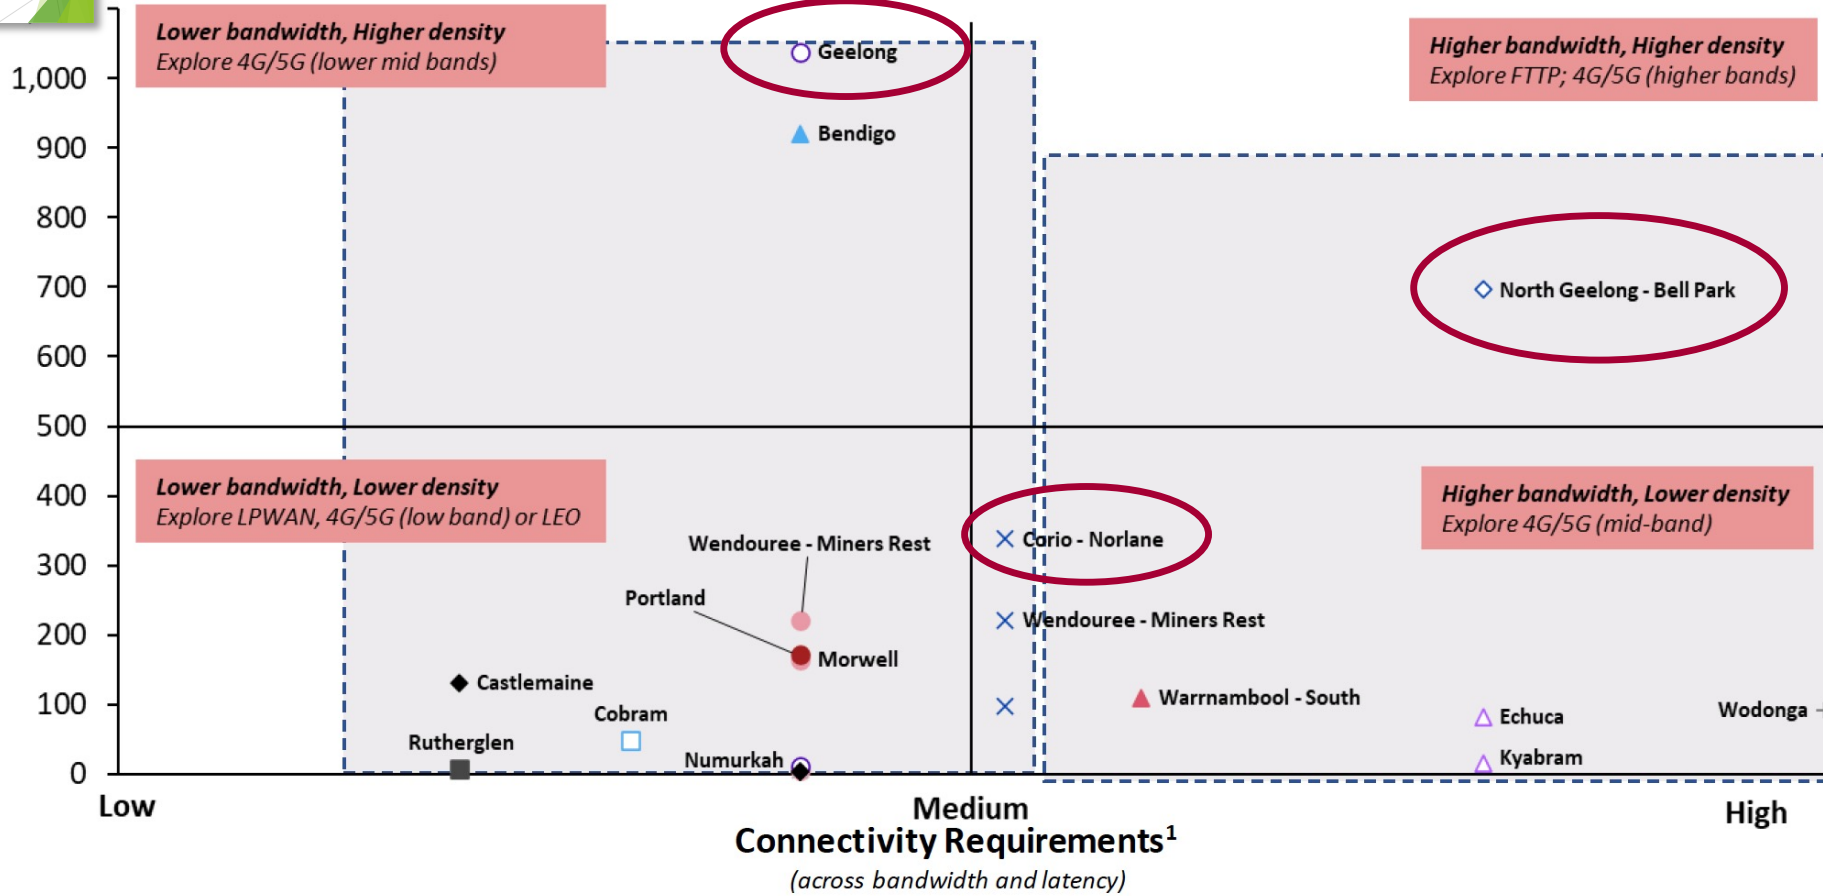 Lower bandwidth, Higher density
Explore 4G/5G (lower mid bands)
Higher bandwidth, Higher density
Explore FTTP; 4G/5G (higher bands)
Geelong
1,000
Bendigo
900
800
700
North Geelong - Bell Park
600
500
Lower bandwidth, Lower density
Explore LPWAN, 4G/5G (low band) or LEO
Higher bandwidth, Lower density
Explore 4G/5G (mid-band)
400
Wendouree - Miners Rest
Corio - Norlane
300
Portland
200
Wendouree - Miners Rest
Morwell
Castlemaine
100
Warrnambool - South
Cobram
Echuca
Wodonga
Rutherglen
Numurkah
Kyabram
0
Low
Medium
High
Connectivity Requirements¹
(across bandwidth and latency)